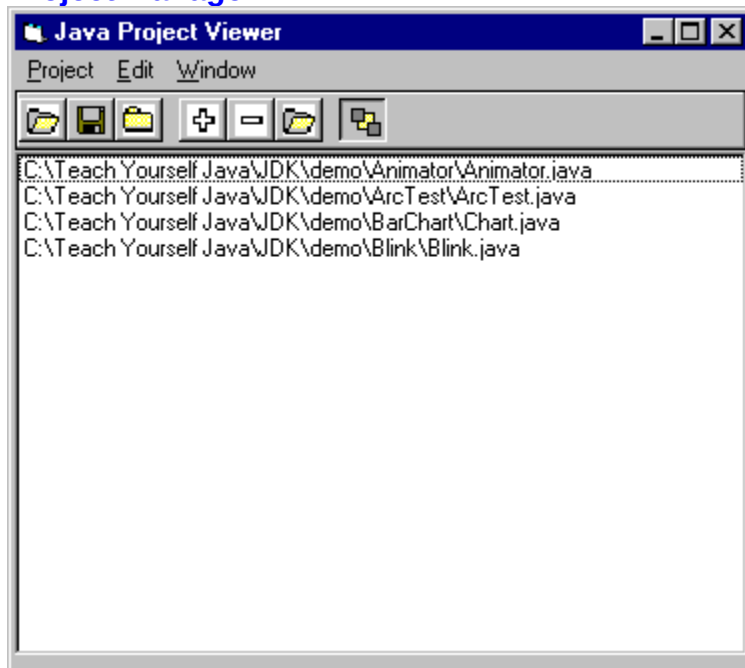 Java Project Viewer
Project Edit Window
C:\Teach Yourself Java\JDK\demo\Animator\Animator.java
C:\Teach Yourself Java\JDK\demo\ArcTest\ArcTest.java
C:\Teach Yourself Java\JDK\demo\BarChart\Chart.java
C:\Teach Yourself Java\JDK\demo\Blink\Blink.java